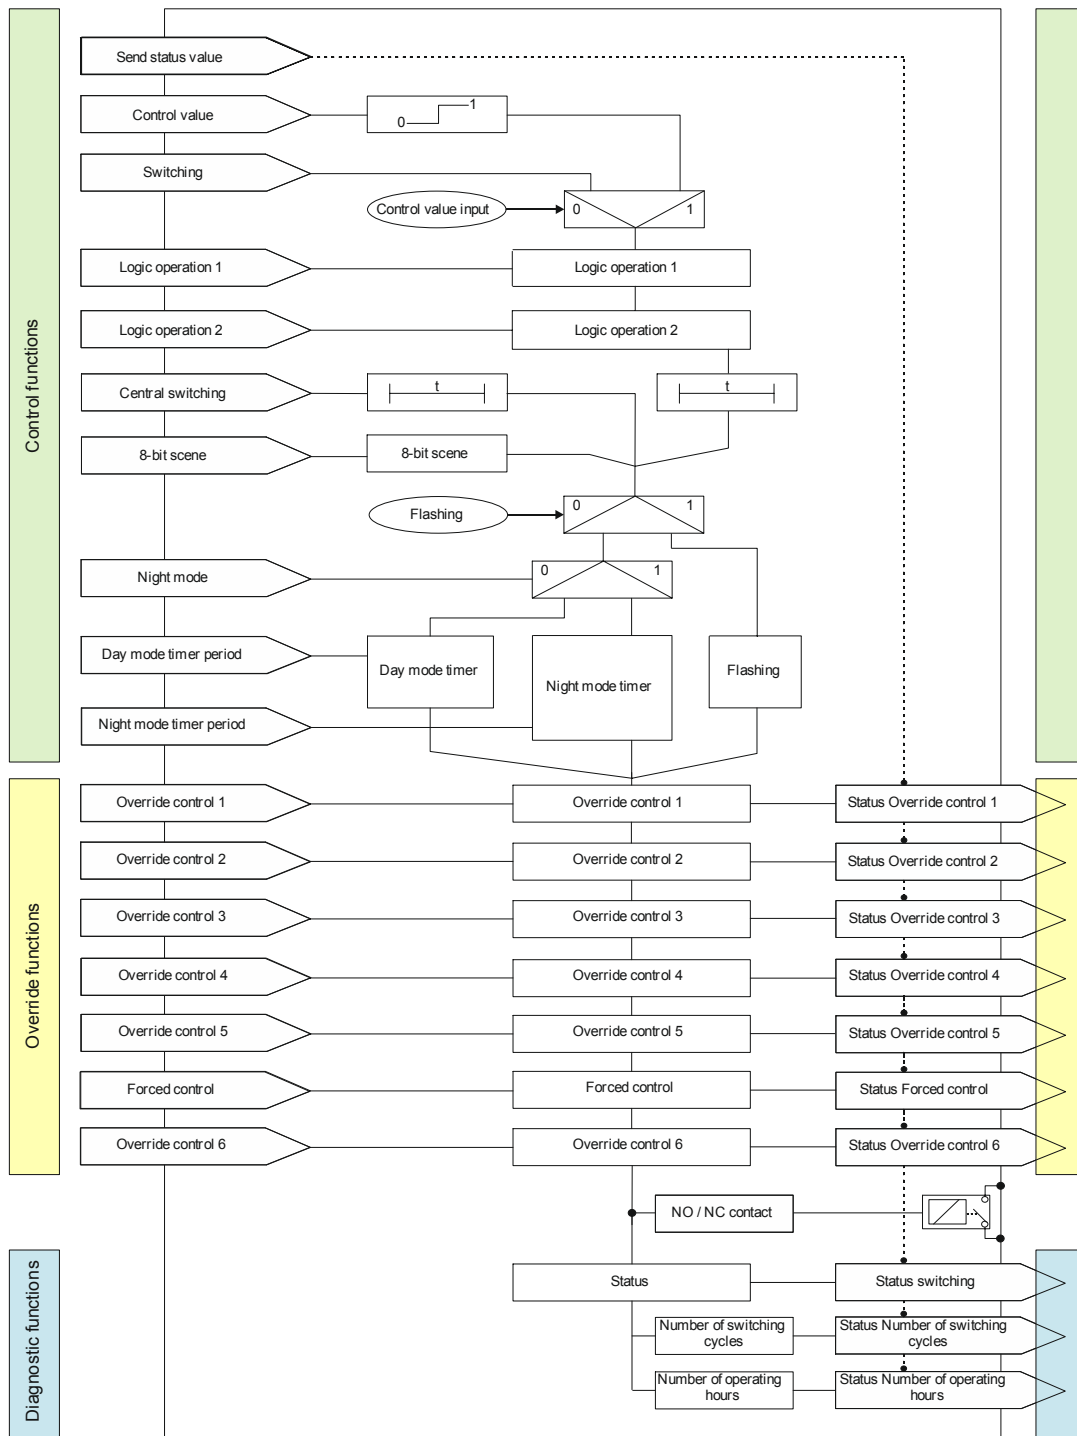 Control functions
Send status value
Control value
0
1
Switching
Control value input
0
1
Logic operation 1
Logic operation 1
Logic operation 2
Logic operation 2
Central switching
t
t
8-bit scene
8-bit scene
Flashing
0
1
Night mode
0
1
Day mode timer period
Day mode timer
Night mode timer
Flashing
Night mode timer period
Override functions
Override control 1
Override control 1
Status Override control 1
Override control 2
Override control 2
Status Override control 2
Override control 3
Override control 3
Status Override control 3
Override control 4
Override control 4
Status Override control 4
Override control 5
Override control 5
Status Override control 5
Forced control
Forced control
Status Forced control
Override control 6
Override control 6
Status Override control 6
NO / NC contact
Diagnostic functions
Status
Status switching
Number of switching
cycles
Status Number of switching
cycles
Number of operating
hours
Status Number of operating
hours